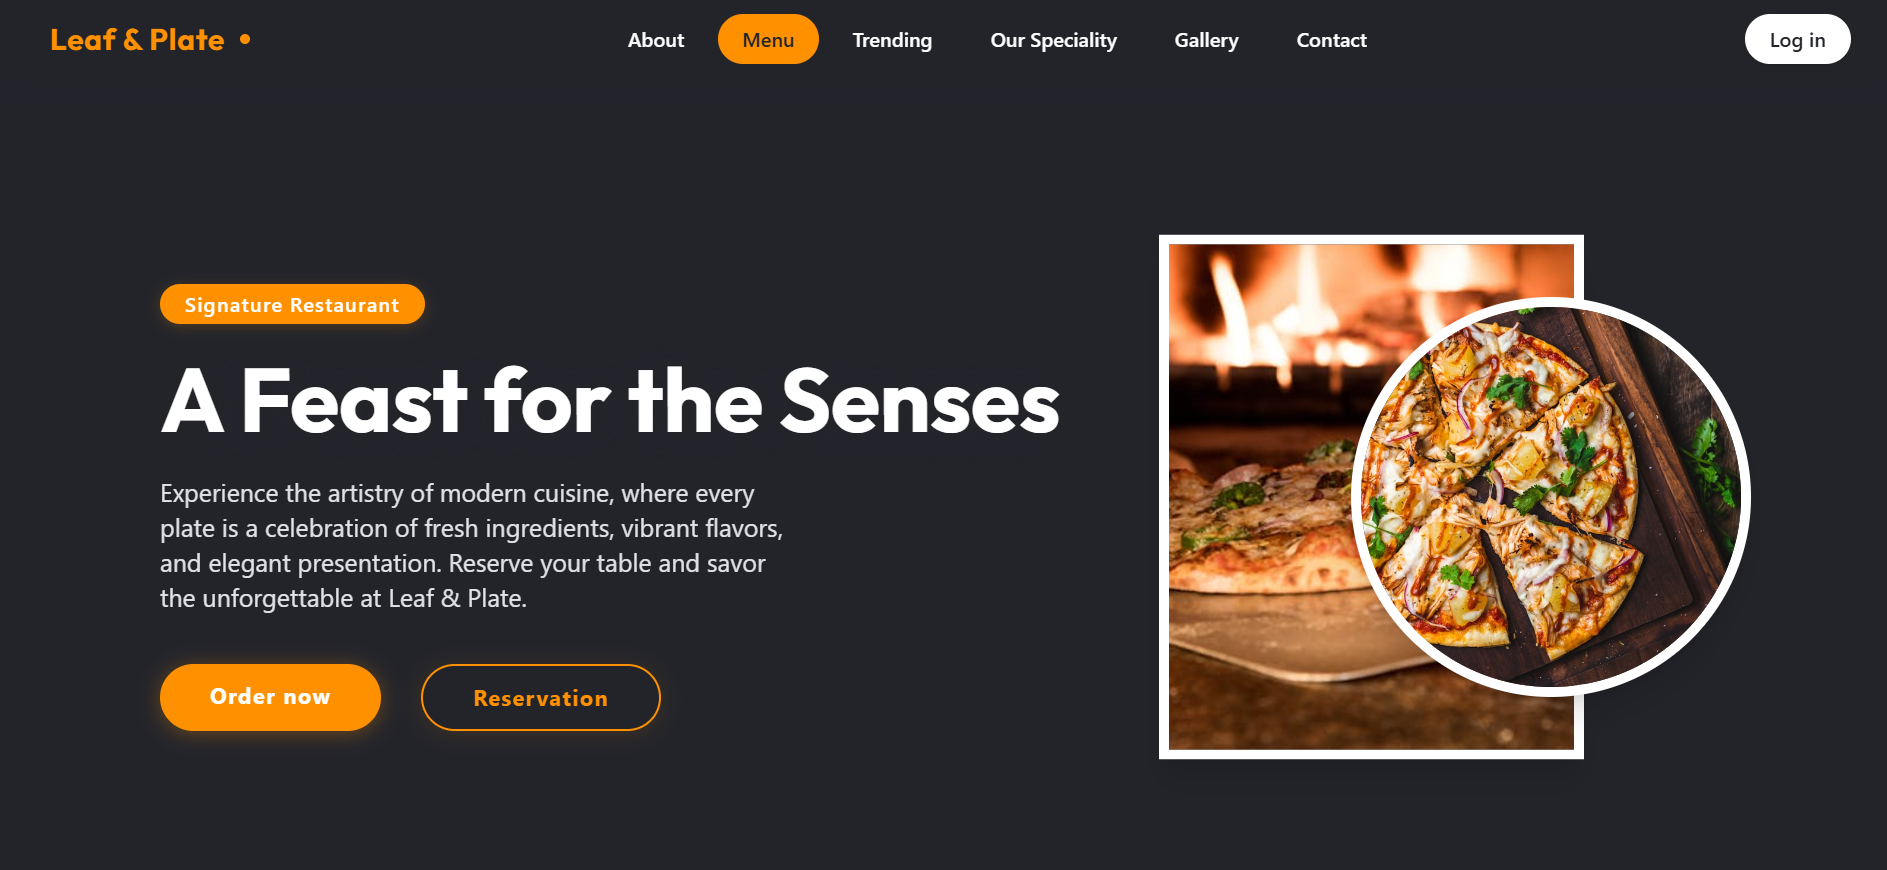 Leaf & Plate
About
Menu
Trending
Our Speciality
Gallery
Contact
Log in
Signature Restaurant
A Feast for the Senses
Experience the artistry of modern cuisine, where every
plate is a celebration of fresh ingredients, vibrant flavors,
and elegant presentation. Reserve your table and savor
the unforgettable at Leaf & Plate.
Order now
Reservation